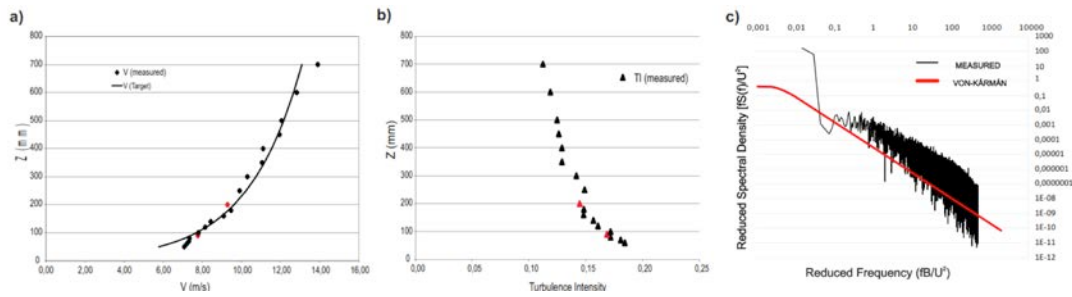 a)
800
700
600
500
400
300
200
100
0
Z (mm)
V (measured)
V (Target)
0,00
2,00
4,00
6,00
8,00
10,00
12,00
14,00
16,00
V (m/s)
b)
800
700
600
500
400
300
200
100
0
Z (mm)
TI (measured)
0,00
0,05
0,10
0,15
0,20
0,25
Turbulence Intensity
c)
0,001
0,01
0,1
1
10
100
1000
10000
1000
100
10
1
0,1
0,01
0,001
0,0001
0,00001
0,000001
0,0000001
1E-08
1E-09
1E-10
1E-11
1E-12
MEASURED
VON-KÁRMÁN
Reduced Spectral Density [fS(f)/U²]
Reduced Frequency (fB/U²)